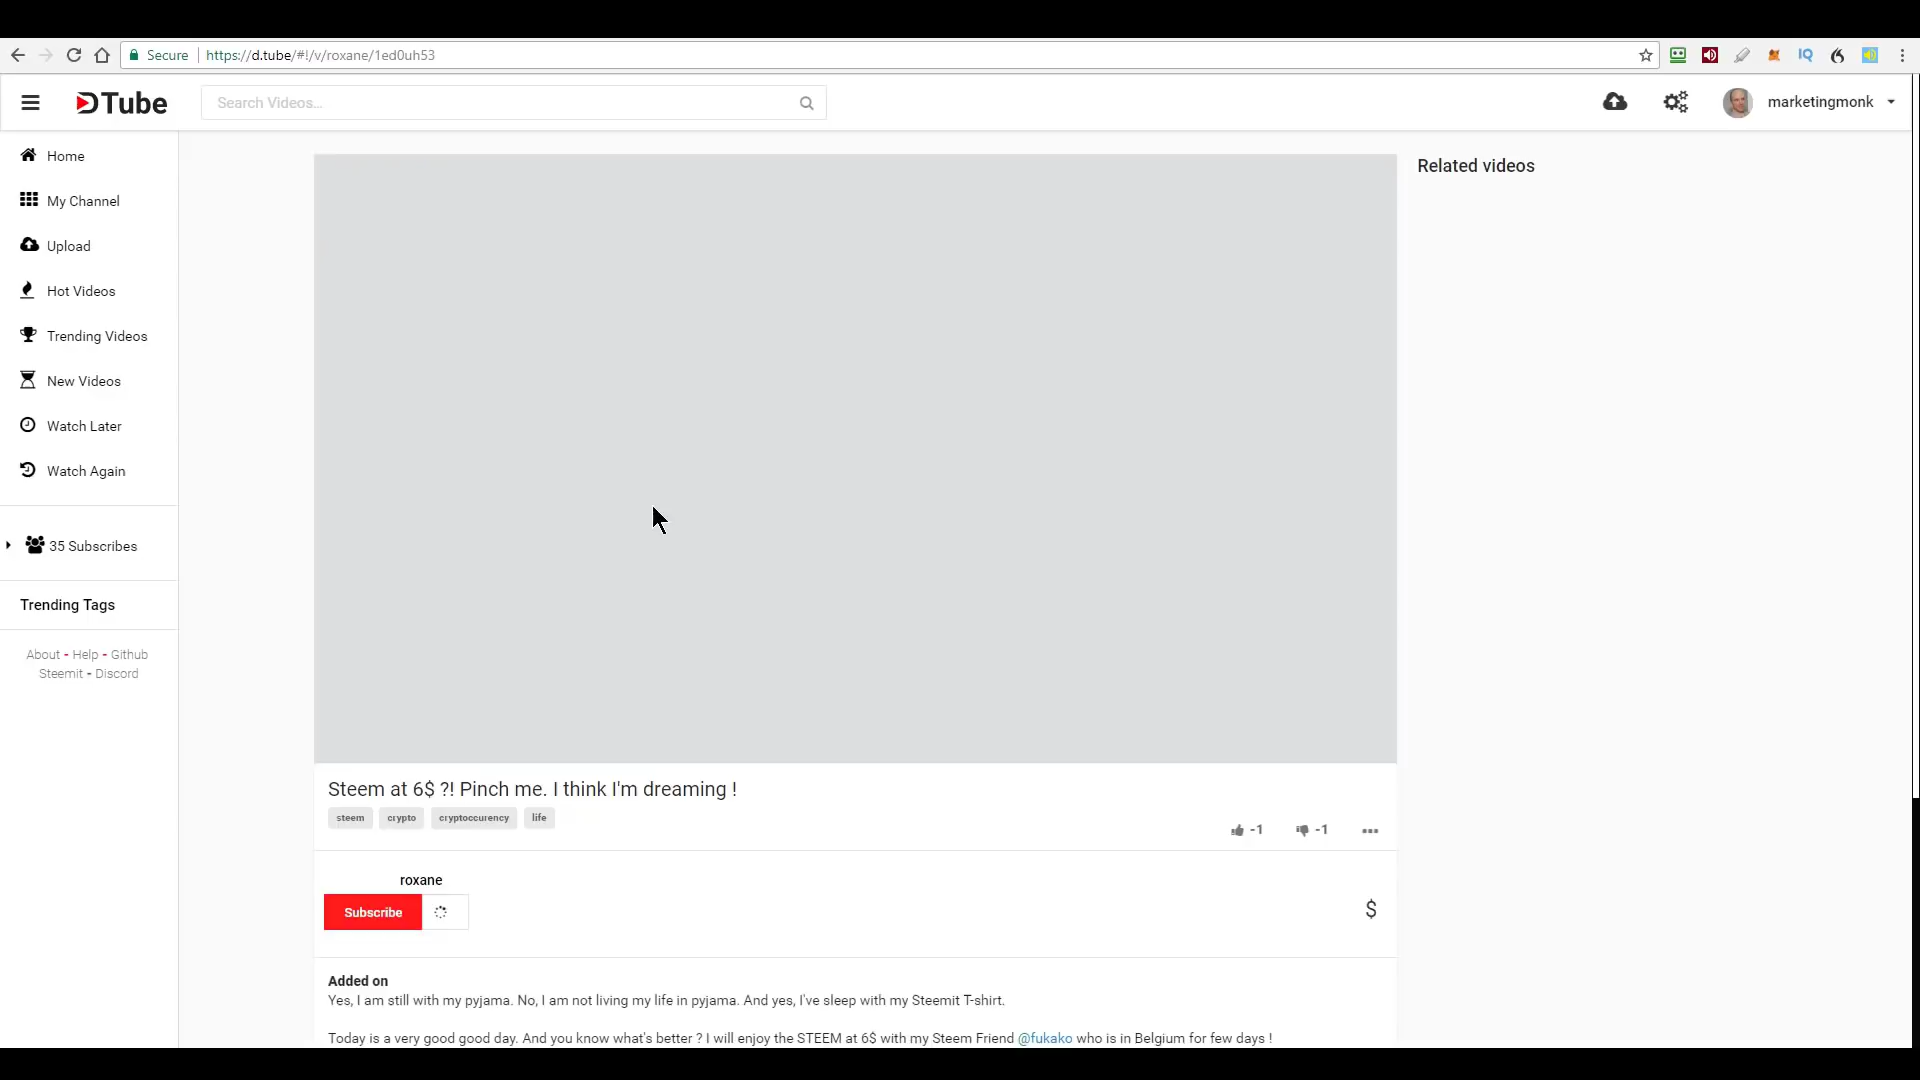 Secure https://d.tube/#!/v/roxane/1ed0uh53
IQ
DTube
Search Videos...
marketingmonk
Home
My Channel
Upload
Hot Videos
Trending Videos
New Videos
Watch Later
Watch Again
35 Subscribes
Trending Tags
About - Help - Github
Steemit - Discord
Related videos
Steem at 6$ ?! Pinch me. I think I'm dreaming !
steem crypto cryptoccurency life
-1 -1
roxane
Subscribe
$
Added on
Yes, I am still with my pyjama. No, I am not living my life in pyjama. And yes, I've sleep with my Steemit T-shirt.
Today is a very good good day. And you know what's better ? I will enjoy the STEEM at 6$ with my Steem Friend @fukako who is in Belgium for few days !